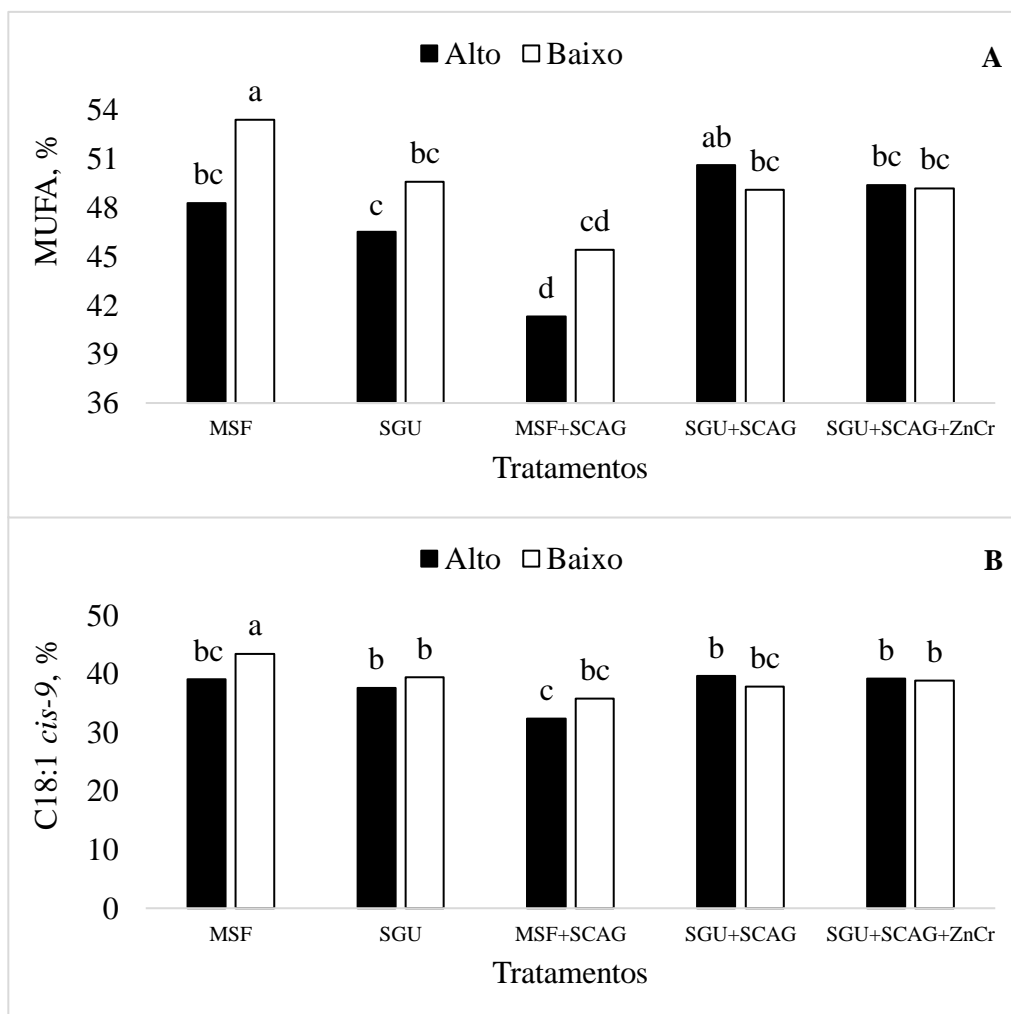 Alto Baixo
A
MUFA, %
54
51
48
45
42
39
36
bc
a
c
bc
d
cd
ab
bc
bc
bc
MSF SGU MSF+SCAG SGU+SCAG SGU+SCAG+ZnCr
Tratamentos
Alto Baixo
B
C18:1 cis-9, %
50
40
30
20
10
0
bc
a
b
b
c
bc
b
bc
b
b
MSF SGU MSF+SCAG SGU+SCAG SGU+SCAG+ZnCr
Tratamentos